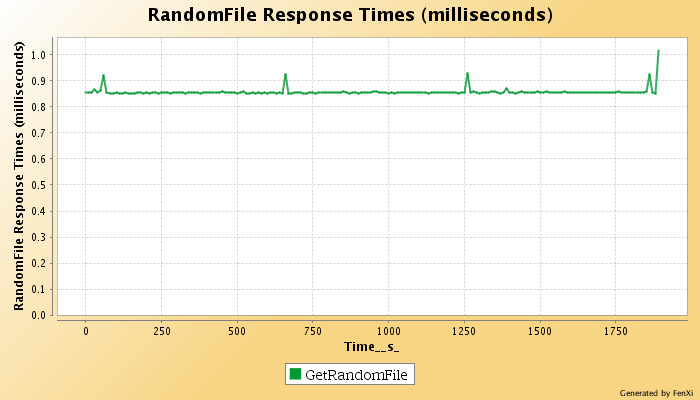 RandomFile Response Times (milliseconds)
RandomFile Response Times (milliseconds)
1.0
0.9
0.8
0.7
0.6
0.5
0.4
0.3
0.2
0.1
0.0
0 250 500 750 1000 1250 1500 1750
Time__s_
GetRandomFile
Generated by FenXi